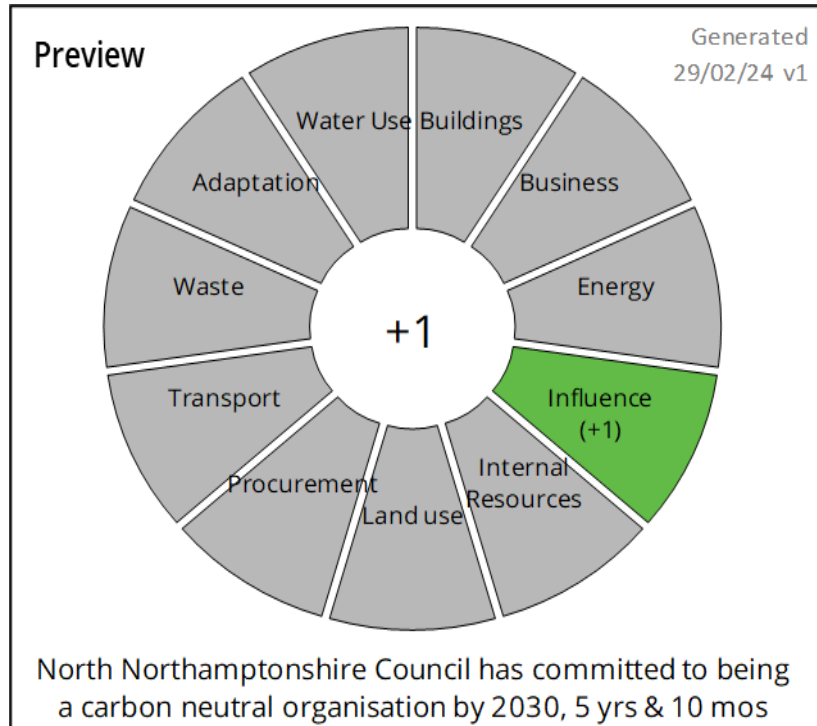 Preview
Generated
29/02/24 v1
Water Use
Buildings
Adaptation
Business
Waste
Energy
+1
Transport
Influence
(+1)
Procurement
Internal
Resources
Land use
North Northamptonshire Council has committed to being
a carbon neutral organisation by 2030, 5 yrs & 10 mos